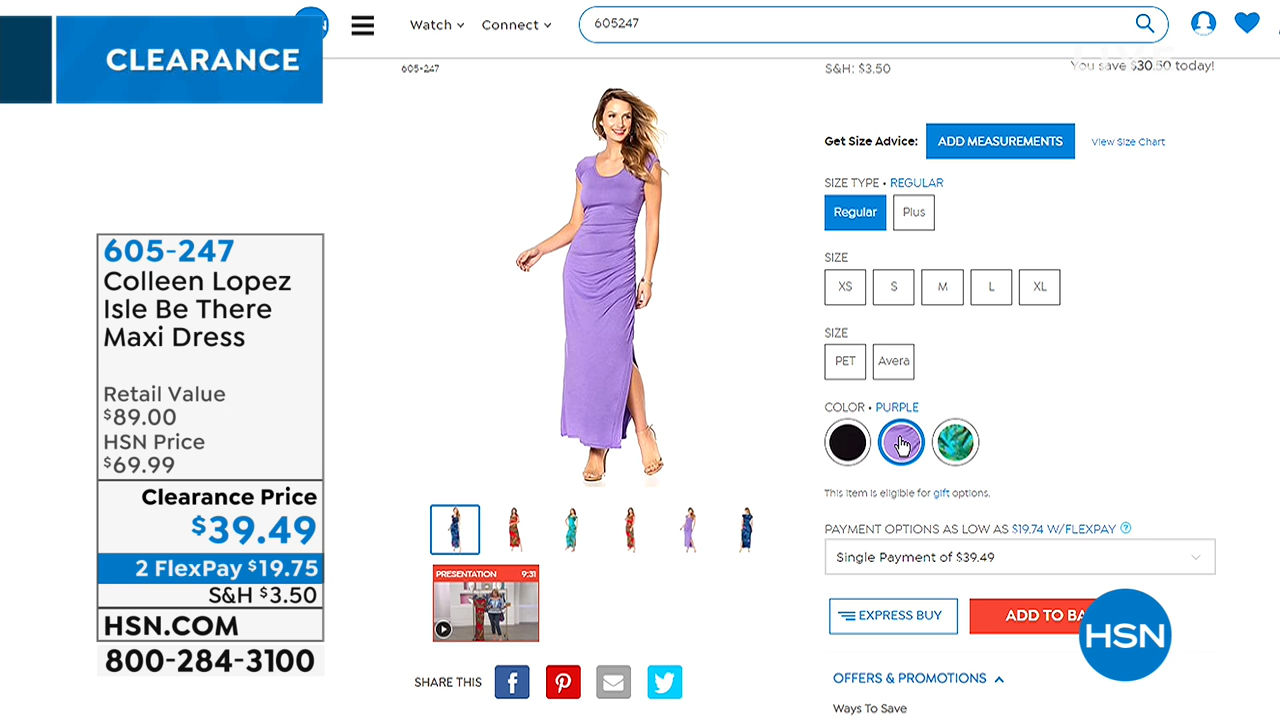 CLEARANCE
Watch
Connect
605247
605-247
S&H: $3.50
You save $30.50 today!
Get Size Advice:
ADD MEASUREMENTS
View Size Chart
SIZE TYPE • REGULAR
Regular
Plus
SIZE
XS
S
M
L
XL
SIZE
PET
Avera
COLOR • PURPLE
This item is eligible for gift options.
PAYMENT OPTIONS AS LOW AS $19.74 W/FLEXPAY ?
Single Payment of $39.49
EXPRESS BUY
ADD TO BA
HSN
OFFERS & PROMOTIONS
Ways To Save
PRESENTATION 9:31
SHARE THIS
605-247
Colleen Lopez
Isle Be There
Maxi Dress
Retail Value
$89.00
HSN Price
$69.99
Clearance Price
$39.49
2 FlexPay $19.75
S&H $3.50
HSN.COM
800-284-3100